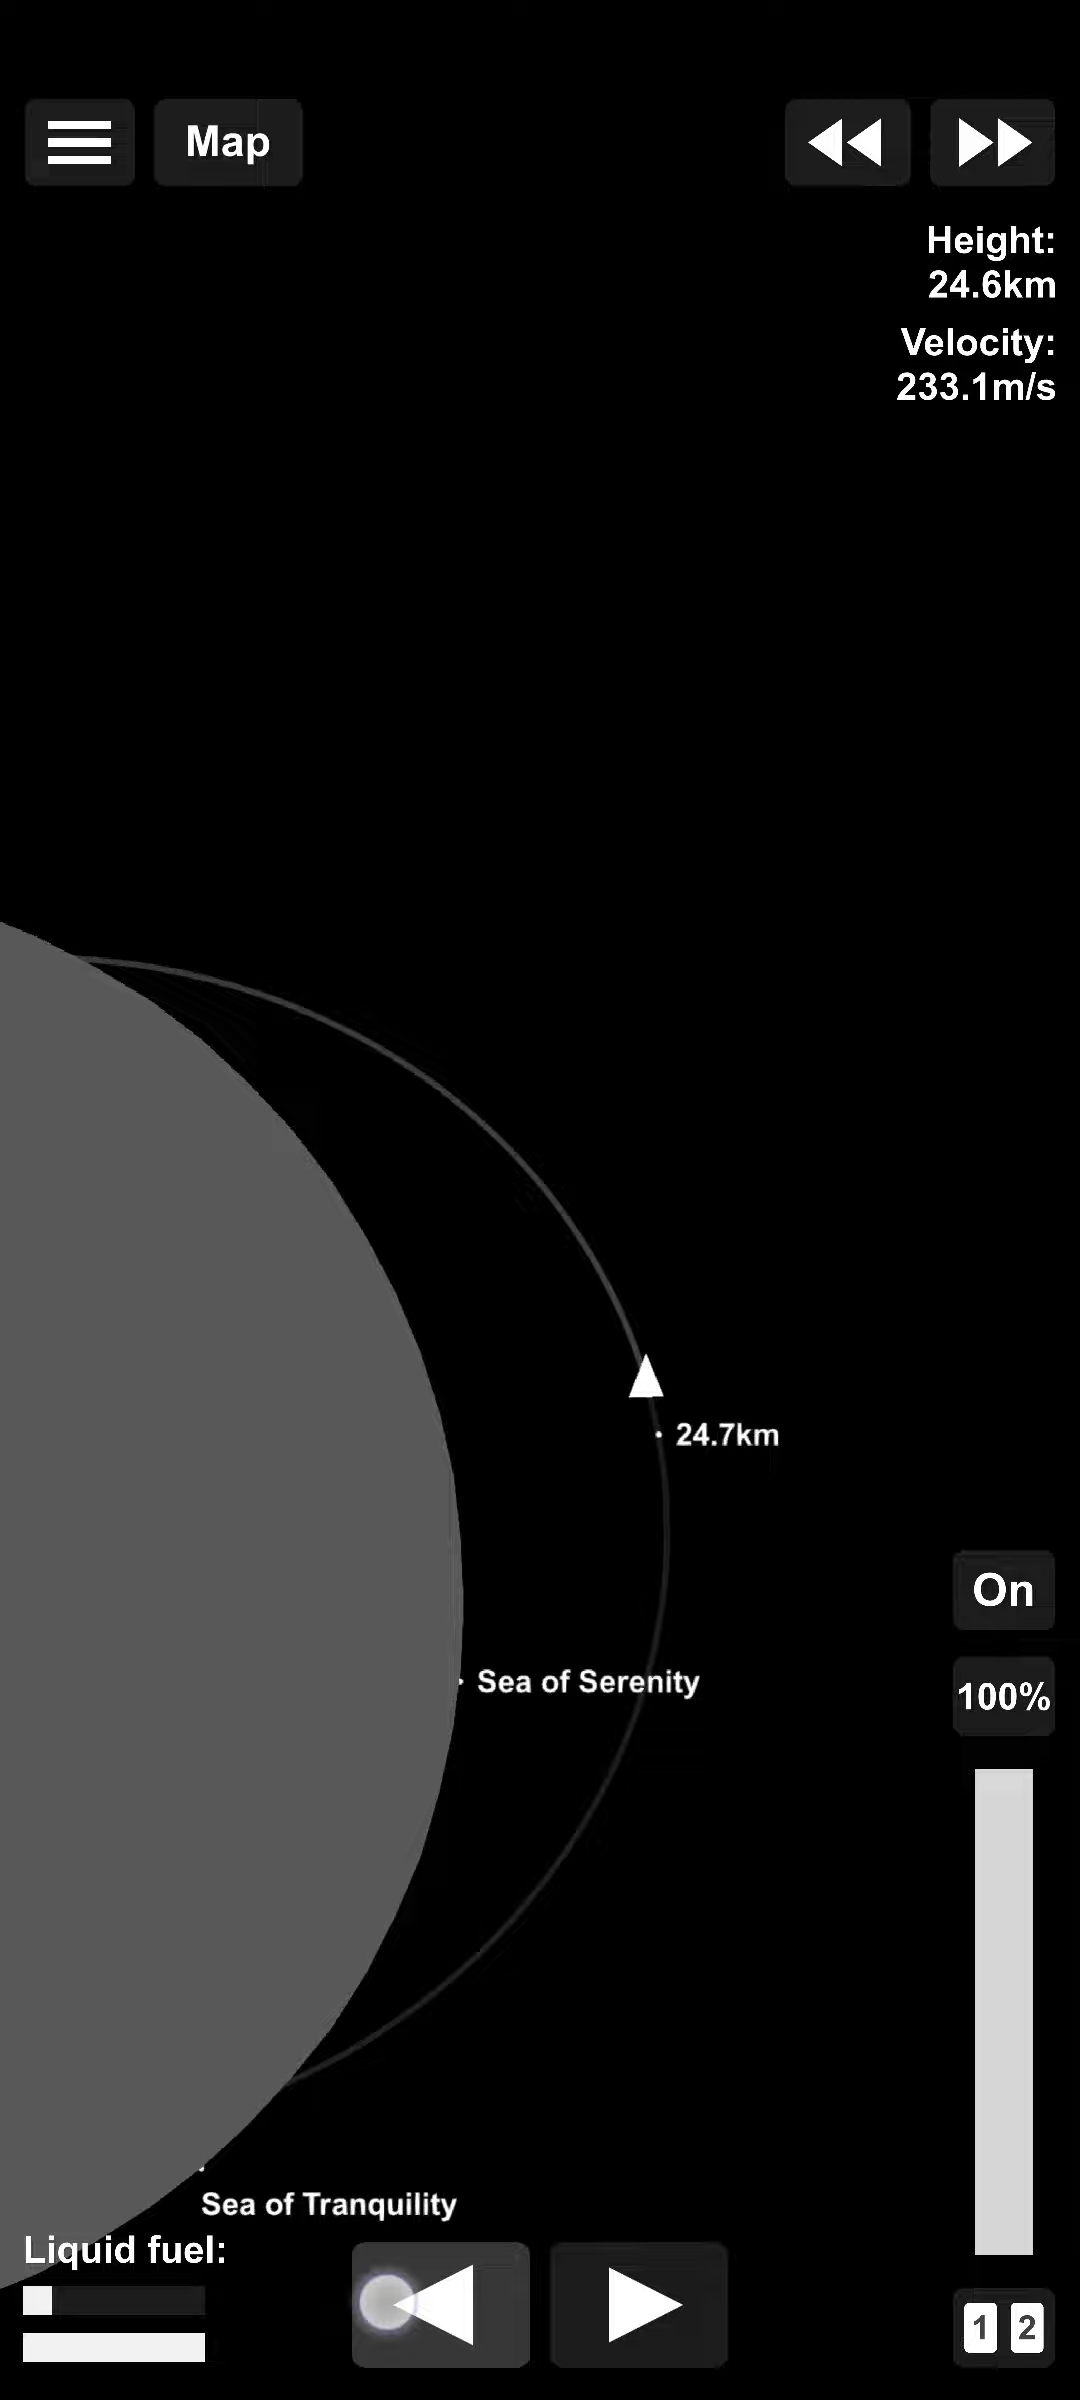 Map
Height:
24.6km
Velocity:
233.1m/s
24.7km
On
Sea of Serenity
100%
Sea of Tranquility
Liquid fuel:
1 2